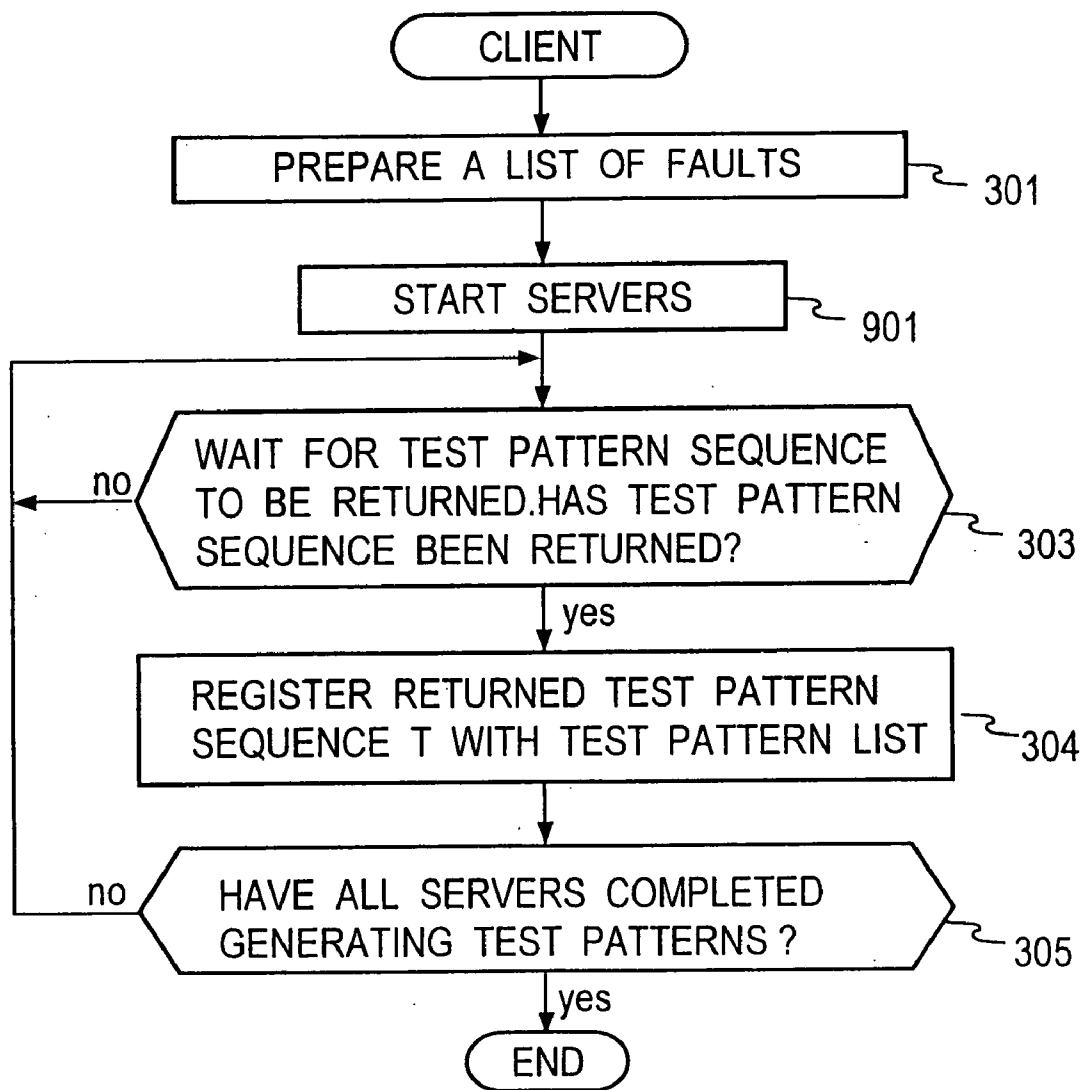 CLIENT
PREPARE A LIST OF FAULTS
301
START SERVERS
901
WAIT FOR TEST PATTERN SEQUENCE
TO BE RETURNED.HAS TEST PATTERN
SEQUENCE BEEN RETURNED?
no
303
yes
REGISTER RETURNED TEST PATTERN
SEQUENCE T WITH TEST PATTERN LIST
304
no
HAVE ALL SERVERS COMPLETED
GENERATING TEST PATTERNS ?
305
yes
END